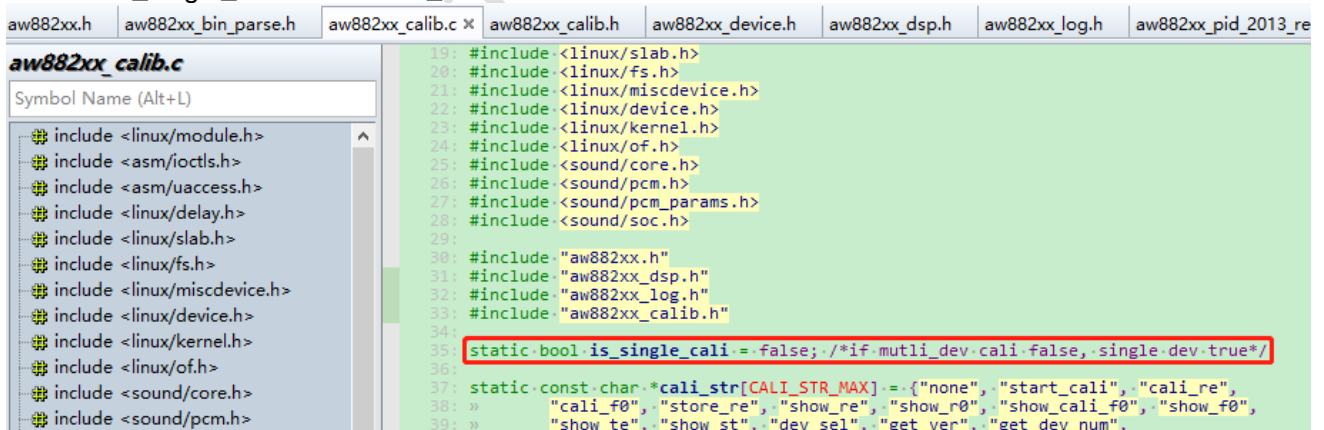 aw882xx.h aw882xx_bin_parse.h aw882xx_calib.c × aw882xx_calib.h aw882xx_device.h aw882xx_dsp.h aw882xx_log.h aw882xx_pid_2013_re
aw882xx_calib.c
Symbol Name (Alt+L)
include <linux/module.h>
include <asm/ioctls.h>
include <asm/uaccess.h>
include <linux/delay.h>
include <linux/slab.h>
include <linux/fs.h>
include <linux/miscdevice.h>
include <linux/device.h>
include <linux/kernel.h>
include <linux/of.h>
include <sound/core.h>
include <sound/pcm.h>
19: #include <linux/slab.h>
20: #include <linux/fs.h>
21: #include <linux/miscdevice.h>
22: #include <linux/device.h>
23: #include <linux/kernel.h>
24: #include <linux/of.h>
25: #include <sound/core.h>
26: #include <sound/pcm.h>
27: #include <sound/pcm_params.h>
28: #include <sound/soc.h>
29:
30: #include "aw882xx.h"
31: #include "aw882xx_dsp.h"
32: #include "aw882xx_log.h"
33: #include "aw882xx_calib.h"
34:
35: static bool is_single_cali = false; /*if mutli_dev cali false, single dev true*/
36:
37: static const char *cali_str[CALI_STR_MAX] = {"none", "start_cali", "cali_re",
38: » "cali_f0", "store_re", "show_re", "show_r0", "show_cali_f0", "show_f0",
39: » "show_te", "show_st", "dev_sel", "get_ver", "get_dev_num",